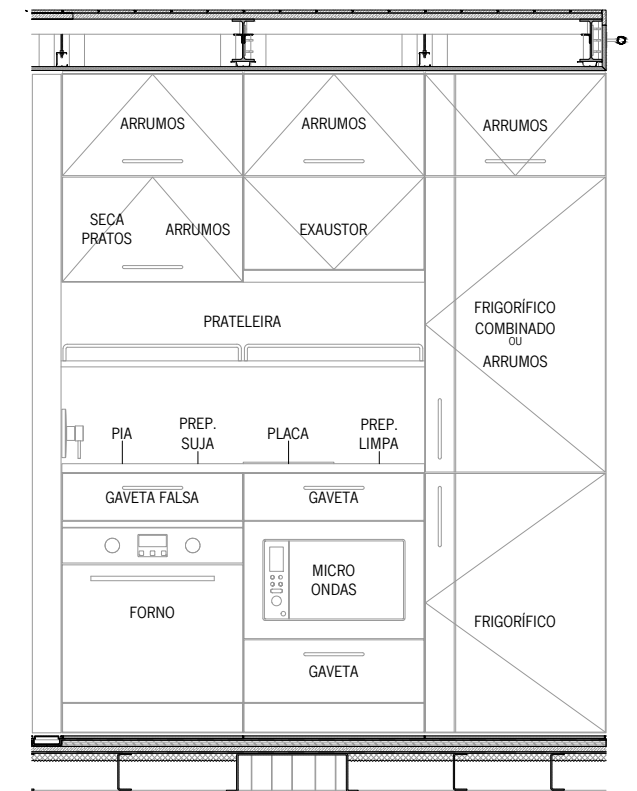 ARRUMOS
ARRUMOS
ARRUMOS
SECA
PRATOS
ARRUMOS
EXAUSTOR
PRATELEIRA
FRIGORÍFICO
COMBINADO
OU
ARRUMOS
PIA
PREP.
SUJA
PLACA
PREP.
LIMPA
GAVETA FALSA
GAVETA
MICRO
ONDAS
FORNO
FRIGORÍFICO
GAVETA